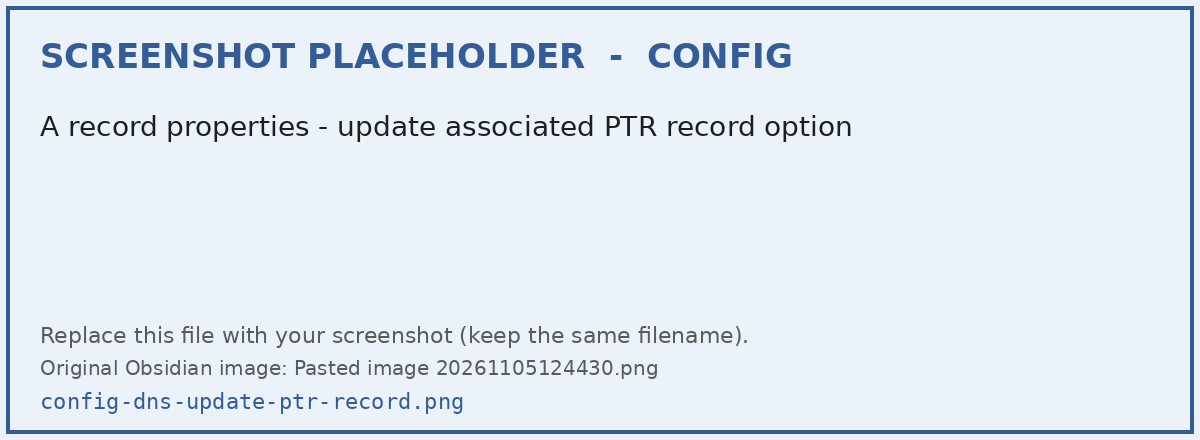 SCREENSHOT PLACEHOLDER - CONFIG
A record properties - update associated PTR record option
Replace this file with your screenshot (keep the same filename).
Original Obsidian image: Pasted image 20261105124430.png
config-dns-update-ptr-record.png